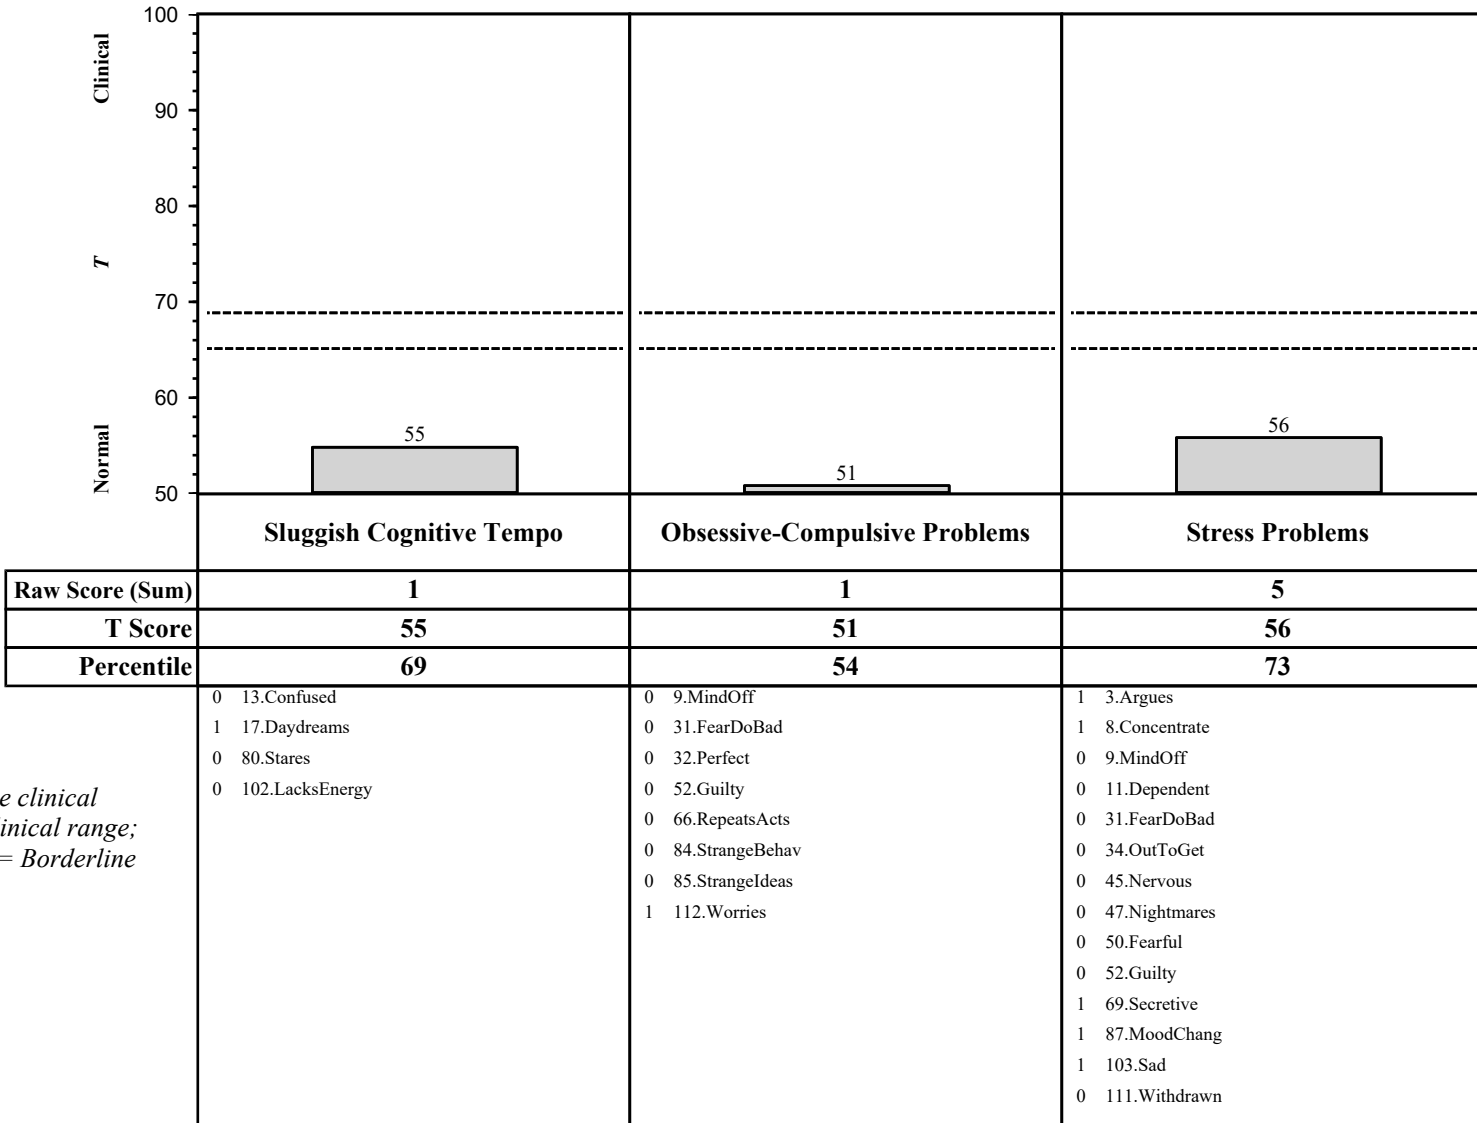 100
Clinical
90
80
T
70
60
Normal
50
55
51
56
Sluggish Cognitive Tempo
Obsessive-Compulsive Problems
Stress Problems
Raw Score (Sum) 1 1 5
T Score 55 51 56
Percentile 69 54 73
0 13.Confused
1 17.Daydreams
0 80.Stares
0 102.LacksEnergy
0 9.MindOff
0 31.FearDoBad
0 32.Perfect
0 52.Guilty
0 66.RepeatsActs
0 84.StrangeBehav
0 85.StrangeIdeas
1 112.Worries
1 3.Argues
1 8.Concentrate
0 9.MindOff
0 11.Dependent
0 31.FearDoBad
0 34.OutToGet
0 45.Nervous
0 47.Nightmares
0 50.Fearful
0 52.Guilty
1 69.Secretive
1 87.MoodChang
1 103.Sad
0 111.Withdrawn
e clinical
linical range;
= Borderline